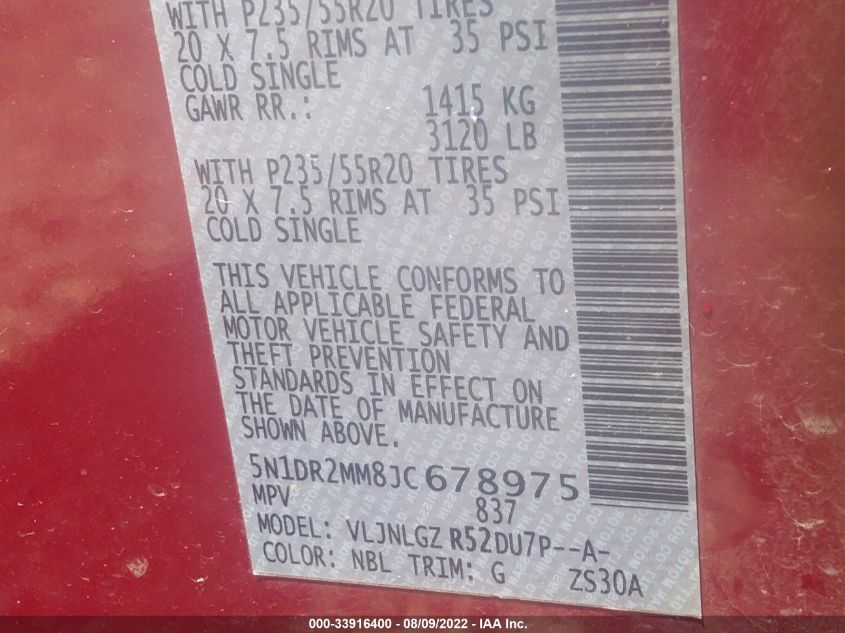 WITH P235/55R20 TIRES
20 X 7.5 RIMS AT 35 PSI
COLD SINGLE
GAWR RR.: 1415 KG
3120 LB
WITH P235/55R20 TIRES
20 X 7.5 RIMS AT 35 PSI
COLD SINGLE
THIS VEHICLE CONFORMS TO
ALL APPLICABLE FEDERAL
MOTOR VEHICLE SAFETY AND
THEFT PREVENTION
STANDARDS IN EFFECT ON
THE DATE OF MANUFACTURE
SHOWN ABOVE.
5N1DR2MM8JC678975
MPV 837
MODEL: VLJNLGZ R52DU7P--A-
COLOR: NBL TRIM: G ZS30A
000-33916400 - 08/09/2022 - IAA Inc.